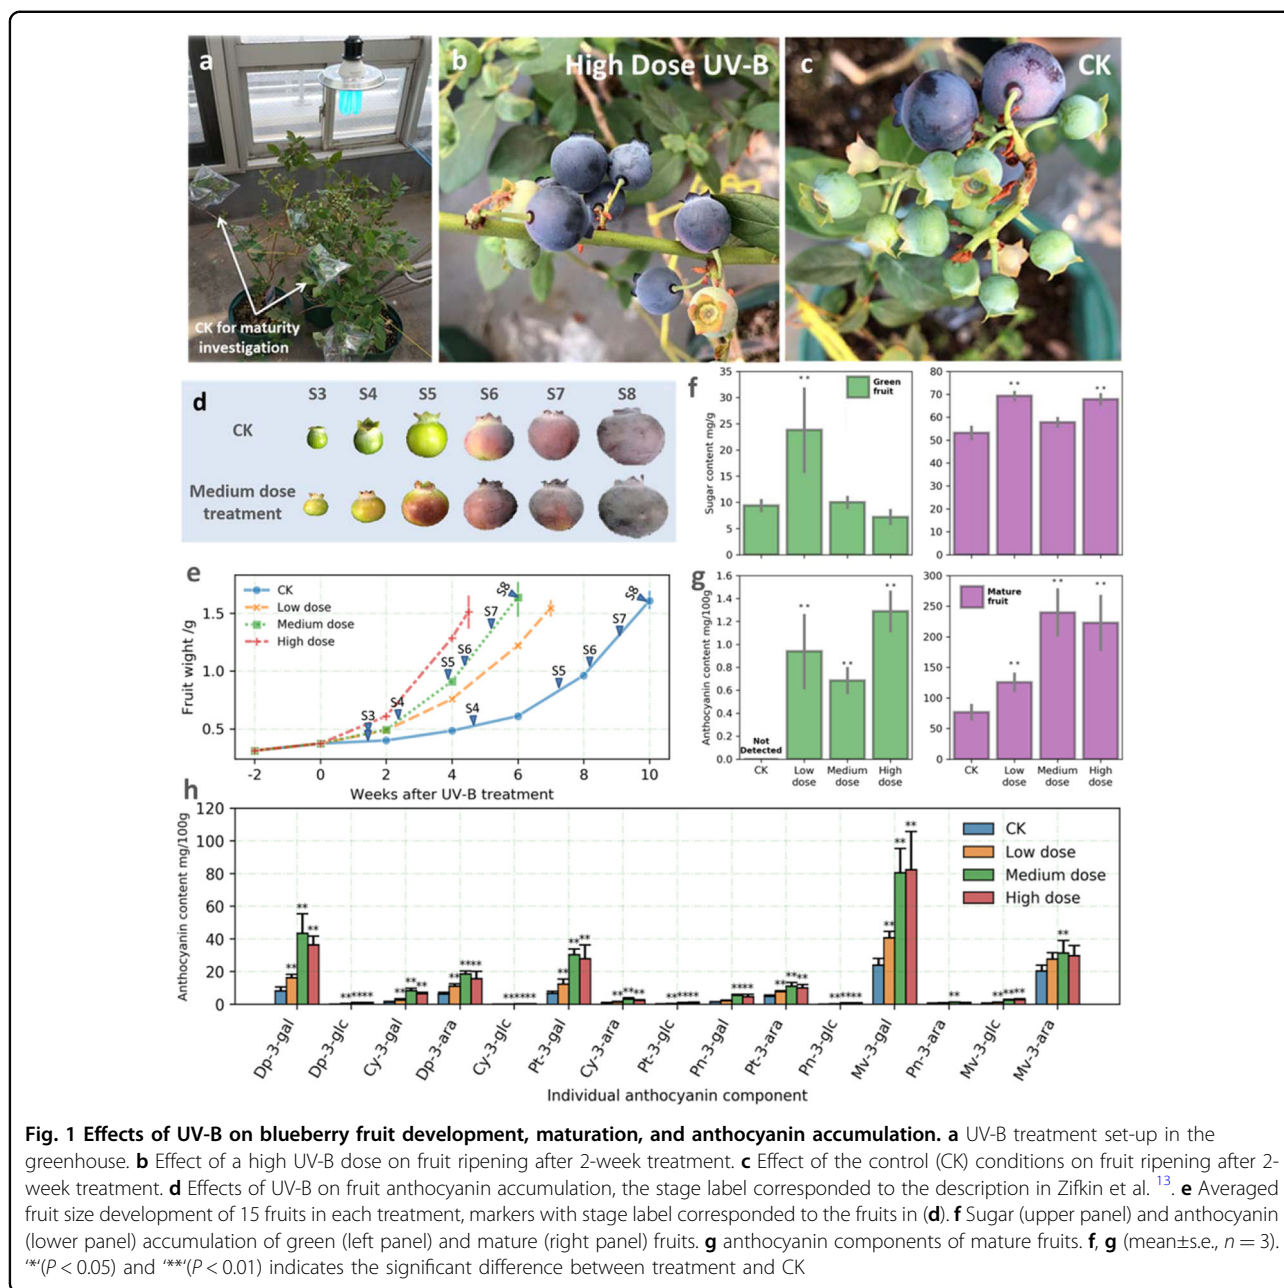 a
CK for maturity
investigation
b
High Dose UV-B
c
CK
d
S3 S4 S5 S6 S7 S8
CK
Medium dose
treatment
e
Fruit wight /g
1.5
1.0
0.5
CK
Low dose
Medium dose
High dose
S3
S4
S5
S6
S7
S8
S4
S5
S6
S7
S8
-2 0 2 4 6 8 10
Weeks after UV-B treatment
f
Sugar content mg/g
35
30
25
20
15
10
5
0
**
Green
fruit
80
70
60
50
40
30
20
10
0
** **
g
Anthocyanin content mg/100g
1.6
1.4
1.2
1.0
0.8
0.6
0.4
0.2
0.0
** ** **
Not
Detected
CK Low dose Medium dose High dose
300
250
200
150
100
50
0
Mature
fruit
** ** **
CK Low dose Medium dose High dose
h
Anthocyanin content mg/100g
120
100
80
60
40
20
0
CK
Low dose
Medium dose
High dose
Dp-3-gal
Dp-3-glc
Cy-3-gal
Dp-3-ara
Cy-3-glc
Pt-3-gal
Cy-3-ara
Pt-3-glc
Pn-3-gal
Pt-3-ara
Pn-3-glc
Mv-3-gal
Pn-3-ara
Mv-3-glc
Mv-3-ara
Individual anthocyanin component
Fig. 1 Effects of UV-B on blueberry fruit development, maturation, and anthocyanin accumulation. a UV-B treatment set-up in the
greenhouse. b Effect of a high UV-B dose on fruit ripening after 2-week treatment. c Effect of the control (CK) conditions on fruit ripening after 2-
week treatment. d Effects of UV-B on fruit anthocyanin accumulation, the stage label corresponded to the description in Zifkin et al. 13. e Averaged
fruit size development of 15 fruits in each treatment, markers with stage label corresponded to the fruits in (d). f Sugar (upper panel) and anthocyanin
(lower panel) accumulation of green (left panel) and mature (right panel) fruits. g anthocyanin components of mature fruits. f, g (mean±s.e., n = 3).
‘*’(P < 0.05) and ‘**’(P < 0.01) indicates the significant difference between treatment and CK